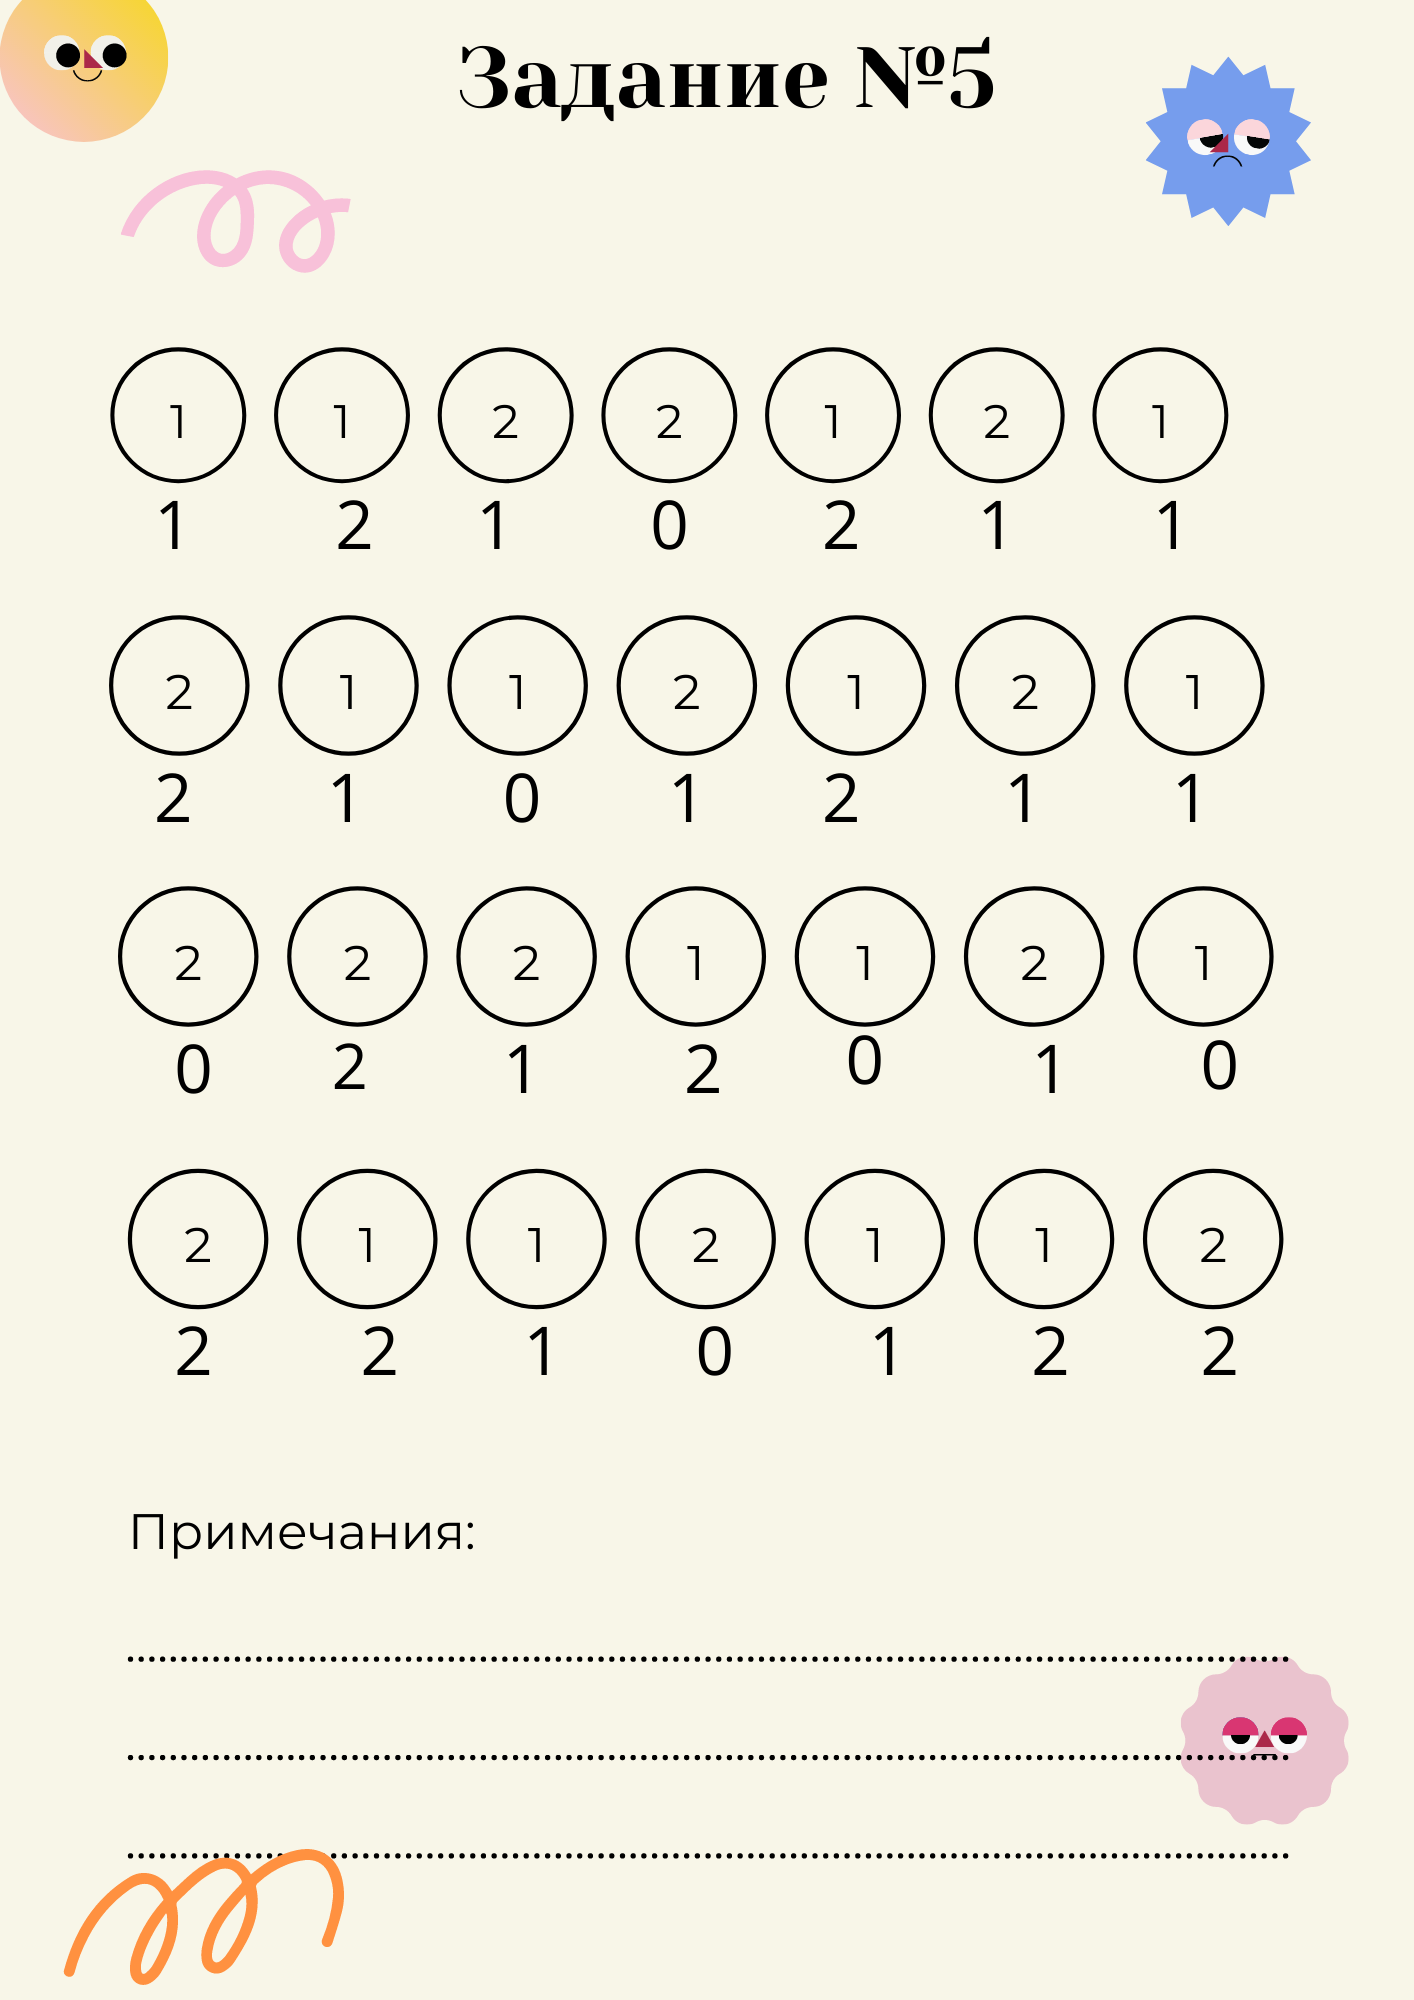 Задание №5
1 1 2 2 1 2 1
1 2 1 0 2 1 1
2 1 1 2 1 2 1
2 1 0 1 2 1 1
2 2 2 1 1 2 1
0 2 1 2 0 1 0
2 1 1 2 1 1 2
2 2 1 0 1 2 2
Примечания: